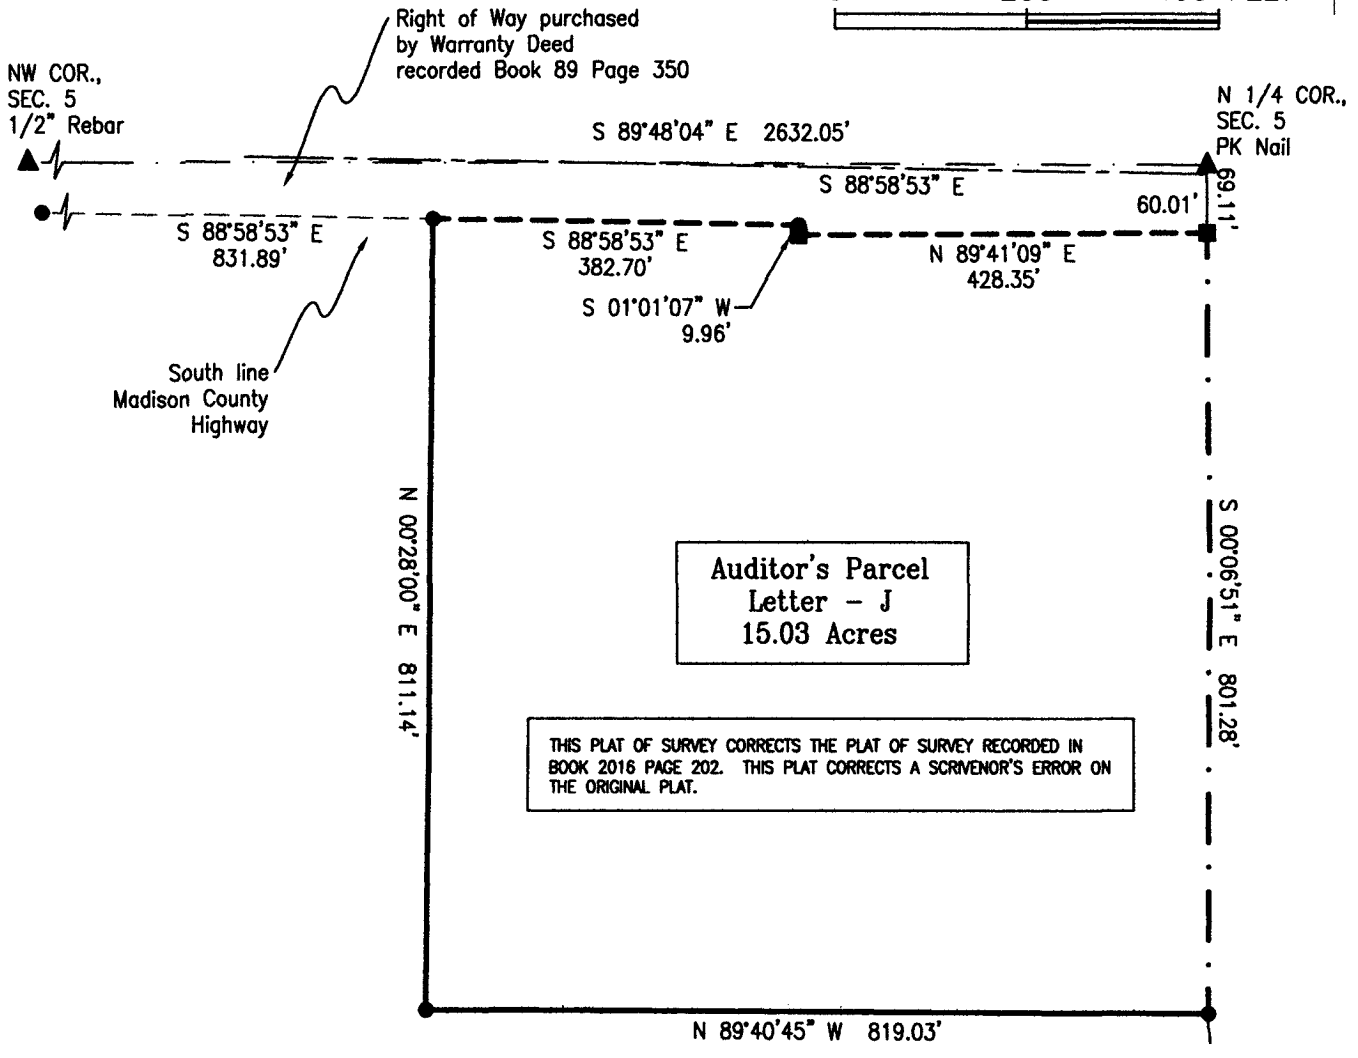 Right of Way purchased
by Warranty Deed
recorded Book 89 Page 350
NW COR.,
SEC. 5
1/2" Rebar
N 1/4 COR.,
SEC. 5
PK Nail
S 89°48'04" E 2632.05'
S 88°58'53" E
69.11'
60.01'
S 88°58'53" E
831.89'
S 88°58'53" E
382.70'
N 89°41'09" E
428.35'
S 01°01'07" W
9.96'
South line
Madison County
Highway
N 00°28'00" E 811.14'
S 00°06'51" E 801.28'
Auditor's Parcel
Letter - J
15.03 Acres
THIS PLAT OF SURVEY CORRECTS THE PLAT OF SURVEY RECORDED IN
BOOK 2016 PAGE 202. THIS PLAT CORRECTS A SCRIVENOR'S ERROR ON
THE ORIGINAL PLAT.
N 89°40'45" W 819.03'